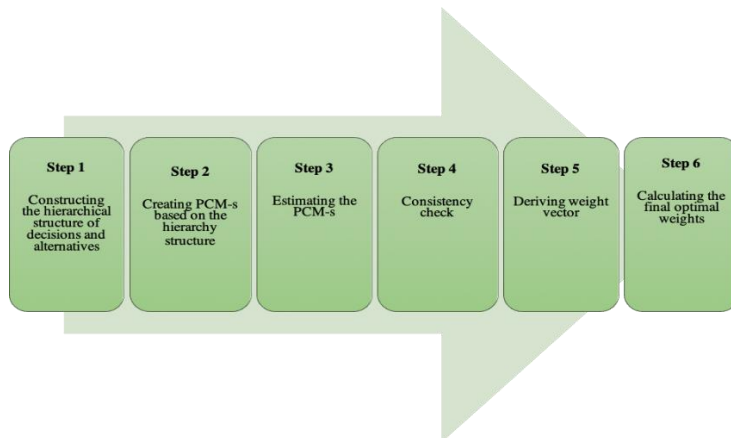 Step 1
Constructing
the hierarchical
structure of
decisions and
alternatives
Step 2
Creating PCM-s
based on the
hierarchy
structure
Step 3
Estimating the
PCM-s
Step 4
Consistency
check
Step 5
Deriving weight
vector
Step 6
Calculating the
final optimal
weights